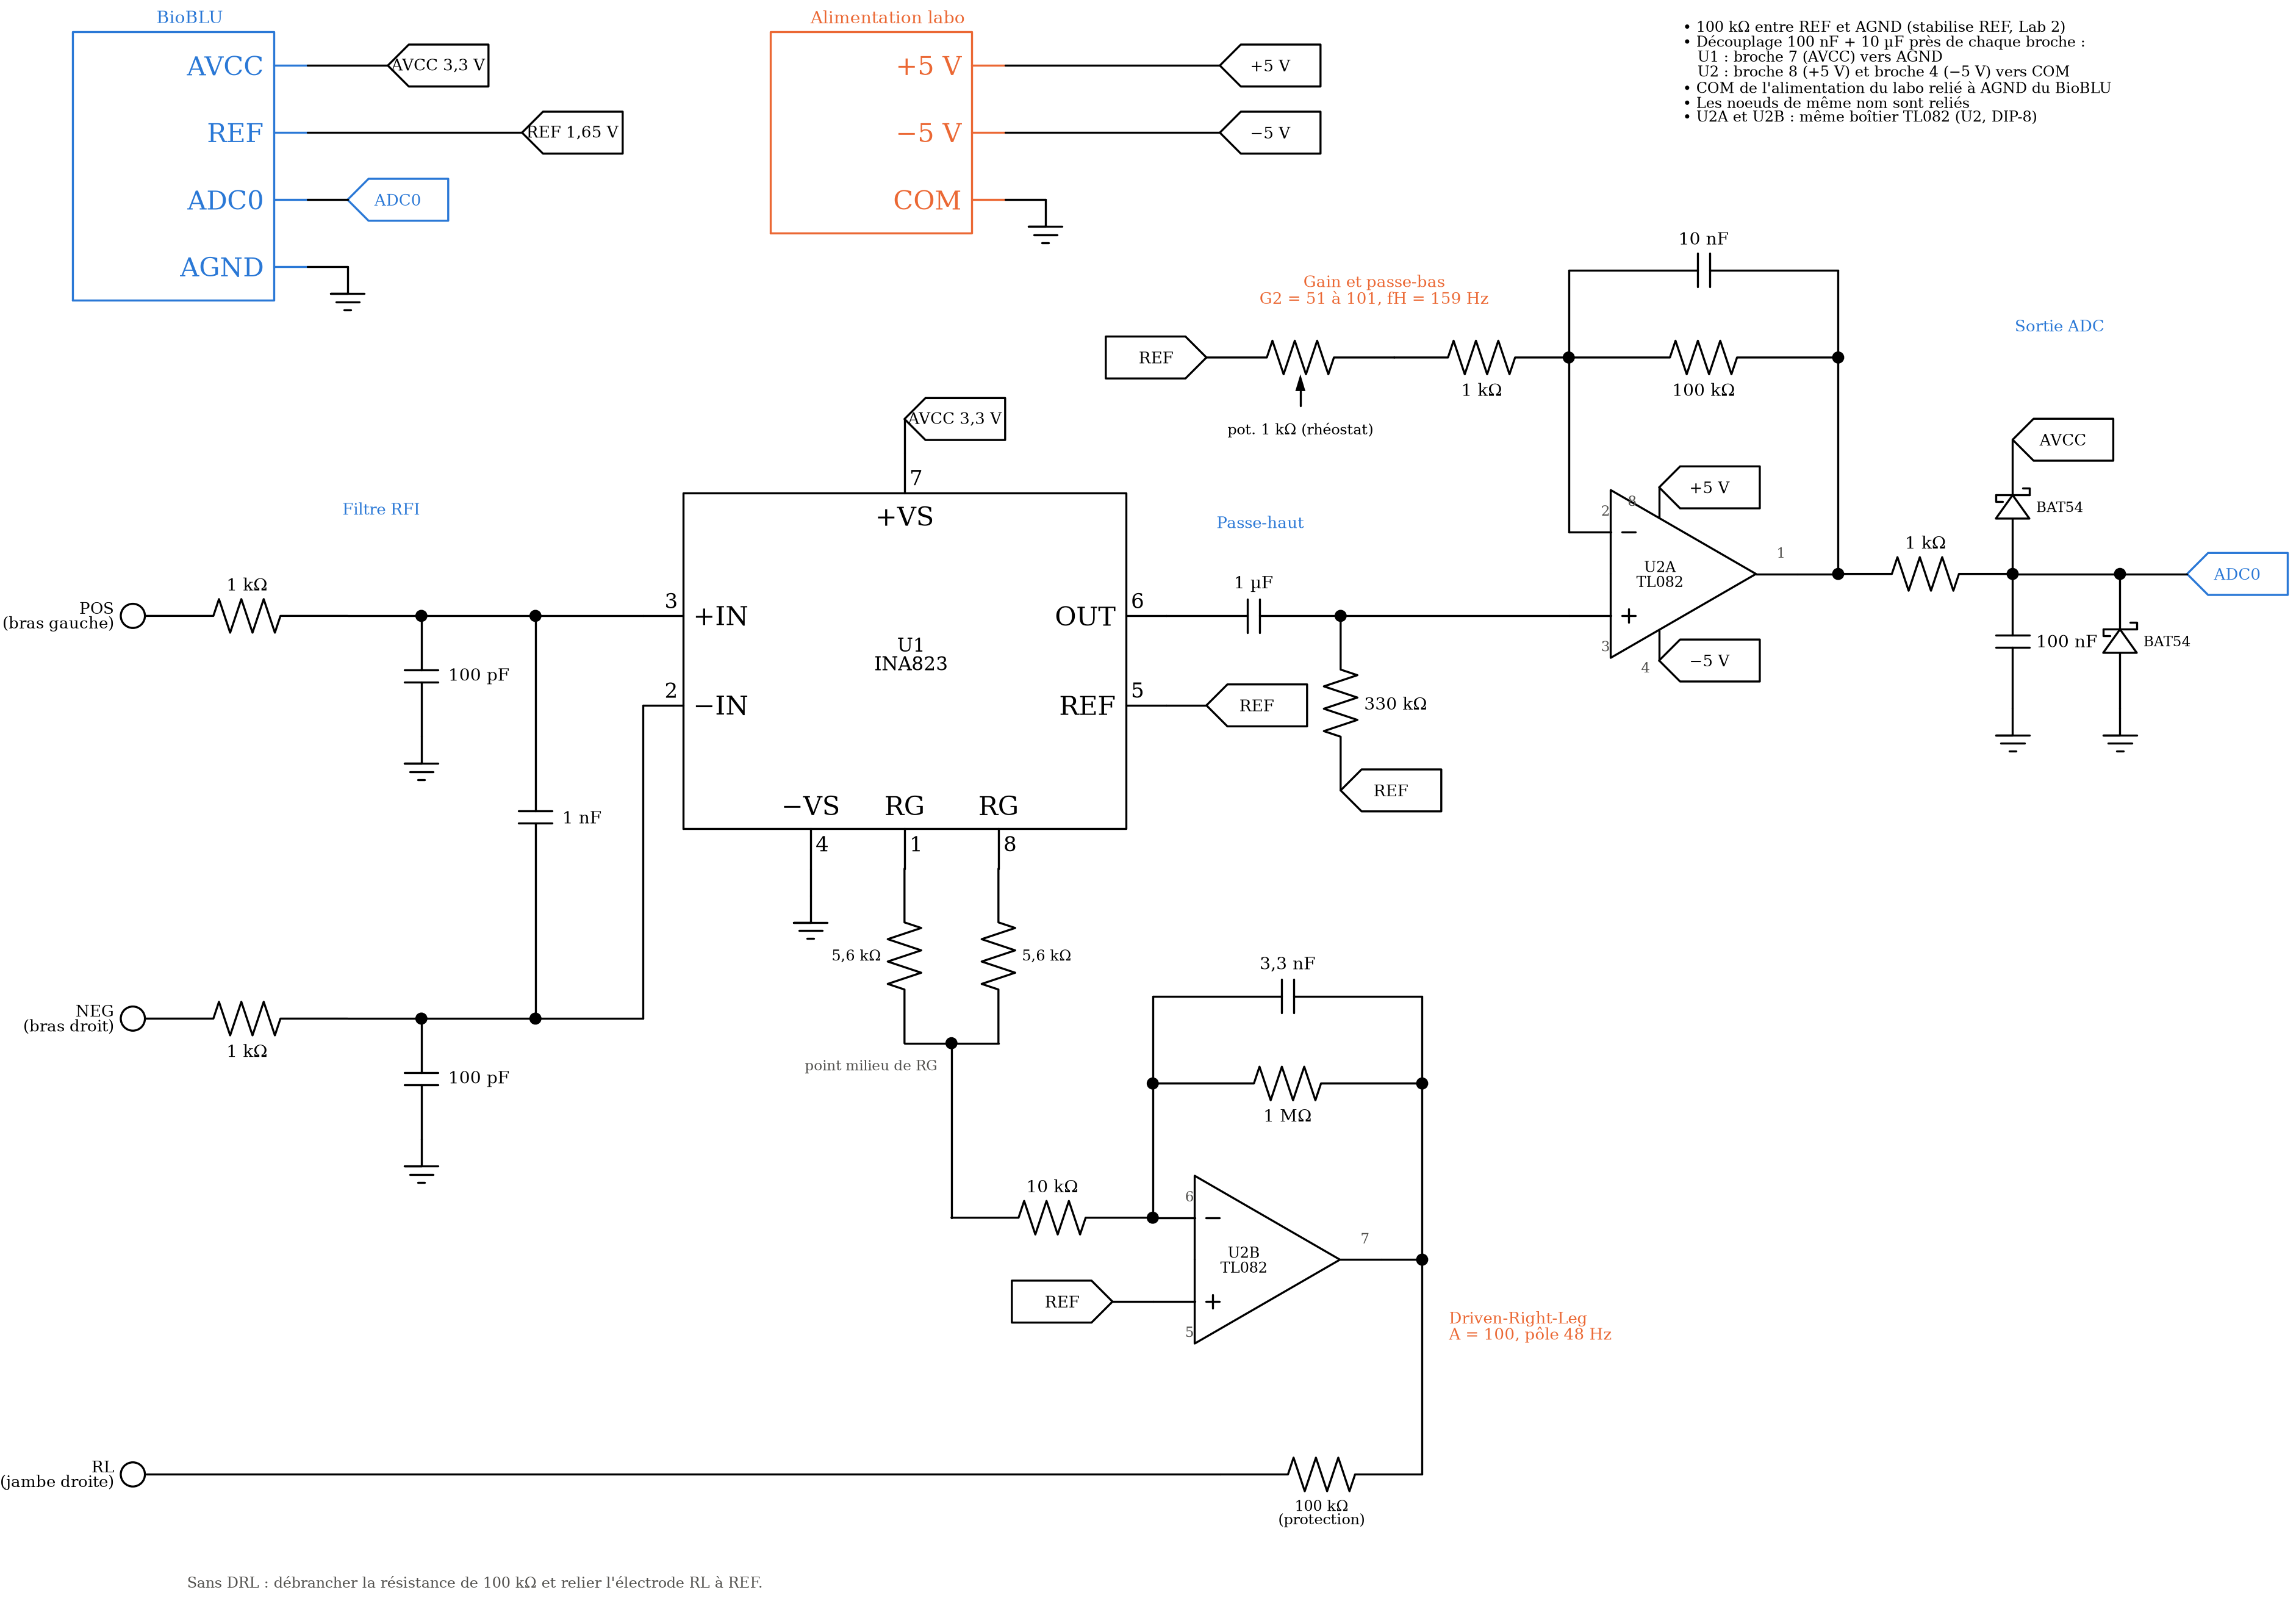 BioBLU
AVCC
AVCC 3,3 V
REF
REF 1,65 V
ADC0
ADC0
AGND
Alimentation labo
+5 V
+5 V
−5 V
−5 V
COM
• 100 kΩ entre REF et AGND (stabilise REF, Lab 2)
• Découplage 100 nF + 10 µF près de chaque broche :
U1 : broche 7 (AVCC) vers AGND
U2 : broche 8 (+5 V) et broche 4 (−5 V) vers COM
• COM de l'alimentation du labo relié à AGND du BioBLU
• Les noeuds de même nom sont reliés
• U2A et U2B : même boîtier TL082 (U2, DIP-8)
10 nF
Gain et passe-bas
G2 = 51 à 101, fH = 159 Hz
REF
pot. 1 kΩ (rhéostat)
1 kΩ
100 kΩ
Sortie ADC
AVCC
BAT54
AVCC 3,3 V
7
+VS
Filtre RFI
Passe-haut
POS
(bras gauche)
1 kΩ
100 pF
1 nF
3
+IN
2
−IN
U1
INA823
OUT
6
REF
5
REF
−VS
RG
RG
4
1
8
1 µF
330 kΩ
REF
2
8
+5 V
−
U2A
TL082
+
3
4
−5 V
1
1 kΩ
ADC0
100 nF
BAT54
5,6 kΩ
5,6 kΩ
NEG
(bras droit)
1 kΩ
100 pF
point milieu de RG
3,3 nF
1 MΩ
10 kΩ
6
−
U2B
TL082
7
REF
+
5
Driven-Right-Leg
A = 100, pôle 48 Hz
RL
(jambe droite)
100 kΩ
(protection)
Sans DRL : débrancher la résistance de 100 kΩ et relier l'électrode RL à REF.